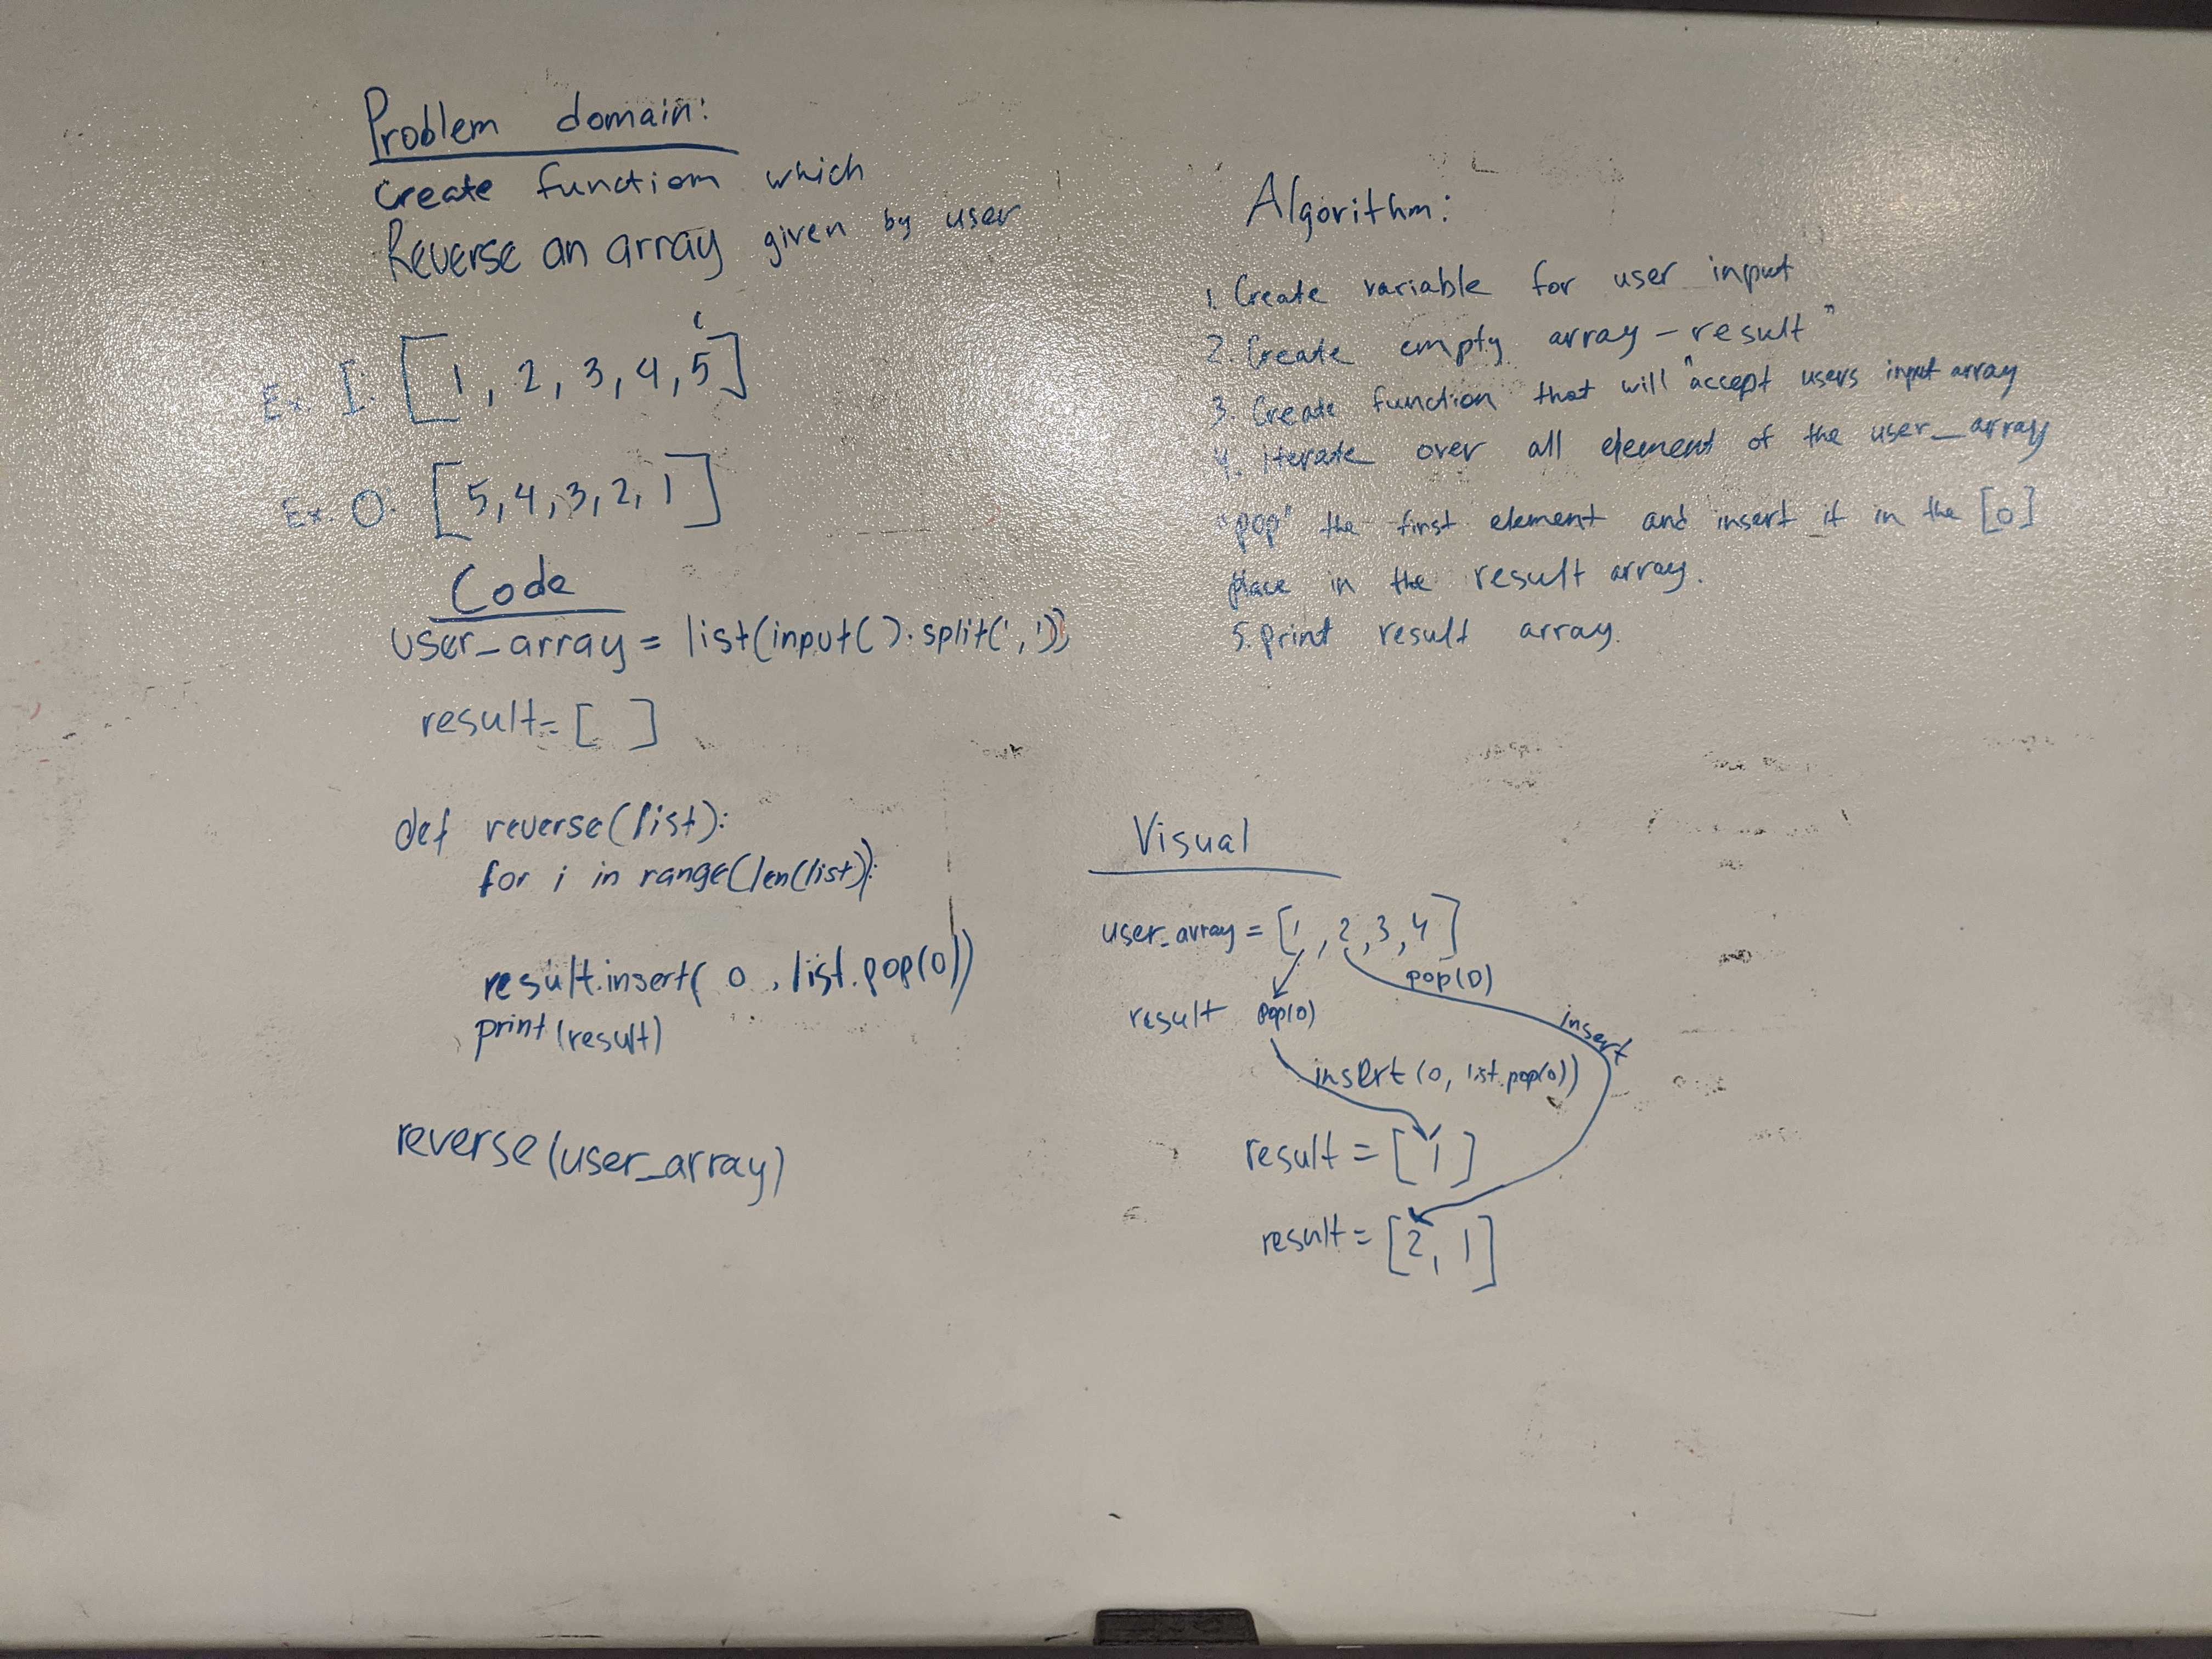 Problem domain:
Create function which
Reverse an array given by user
Ex. I: [1, 2, 3, 4, 5]
i
Ex. O: [5, 4, 3, 2, 1]
Code
user_array = list(input().split(','))
result = [ ]
def reverse(list):
for i in range(len(list)):
result.insert( 0 , list.pop(0))
print(result)
reverse(user_array)
Algorithm:
1. Create variable for user input
2. Create empty array - "result"
3. Create function that will accept users input array
4. Iterate over all element of the user_array
"pop" the first element and insert it in the [0]
place in the result array.
5. Print result array.
Visual
user_array = [1, 2, 3, 4]
pop(0)
result pop(0)
insert
insert (0, list.pop(0))
result = [1]
result = [2, 1]